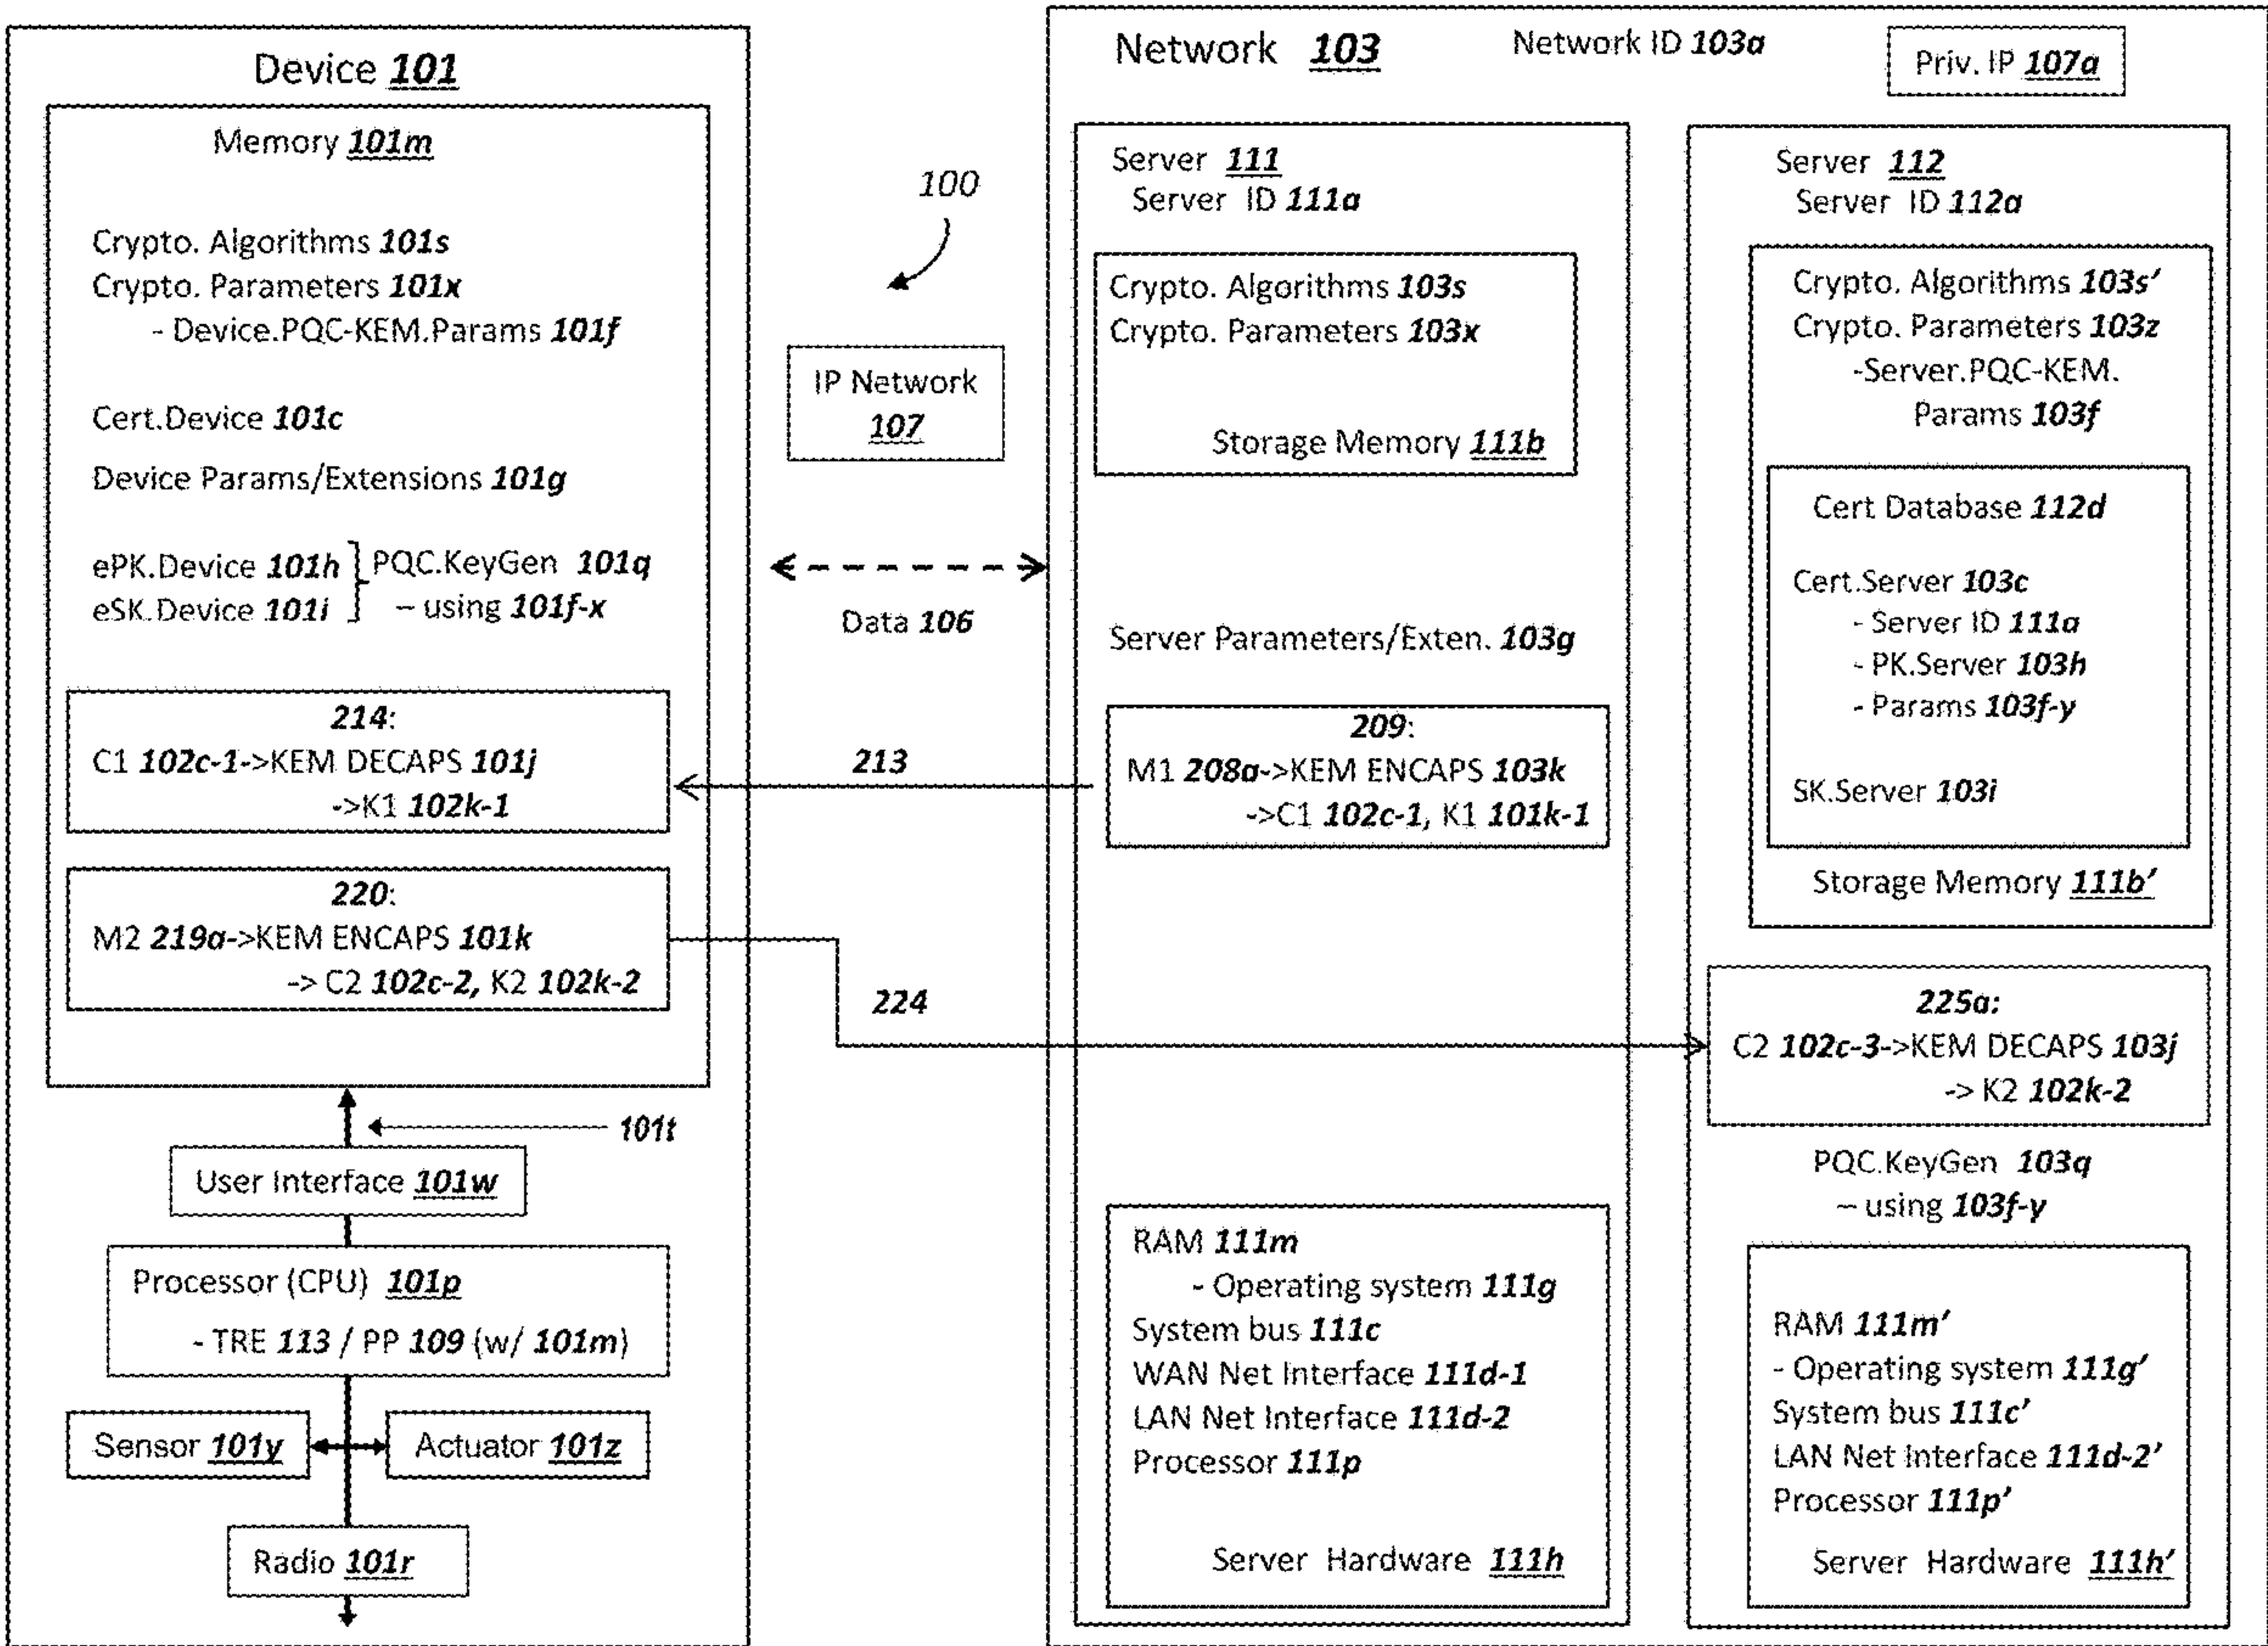 Device 101
Memory 101m
Crypto. Algorithms 101s
Crypto. Parameters 101x
- Device.PQC-KEM.Params 101f
Cert.Device 101c
Device Params/Extensions 101g
ePK.Device 101h
eSK.Device 101i
PQC.KeyGen 101q
– using 101f-x
214:
C1 102c-1->KEM DECAPS 101j
->K1 102k-1
220:
M2 219a->KEM ENCAPS 101k
-> C2 102c-2, K2 102k-2
101t
User Interface 101w
Processor (CPU) 101p
- TRE 113 / PP 109 (w/ 101m)
Sensor 101y
Actuator 101z
Radio 101r
100
IP Network
107
Data 106
213
224
Network 103
Network ID 103a
Priv. IP 107a
Server 111
Server ID 111a
Crypto. Algorithms 103s
Crypto. Parameters 103x
Storage Memory 111b
Server Parameters/Exten. 103g
209:
M1 208a->KEM ENCAPS 103k
->C1 102c-1, K1 101k-1
RAM 111m
- Operating system 111g
System bus 111c
WAN Net Interface 111d-1
LAN Net Interface 111d-2
Processor 111p
Server Hardware 111h
Server 112
Server ID 112a
Crypto. Algorithms 103s'
Crypto. Parameters 103z
-Server.PQC-KEM.
Params 103f
Cert Database 112d
Cert.Server 103c
- Server ID 111a
- PK.Server 103h
- Params 103f-y
SK.Server 103i
Storage Memory 111b'
225a:
C2 102c-3->KEM DECAPS 103j
-> K2 102k-2
PQC.KeyGen 103q
– using 103f-y
RAM 111m'
- Operating system 111g'
System bus 111c'
LAN Net Interface 111d-2'
Processor 111p'
Server Hardware 111h'